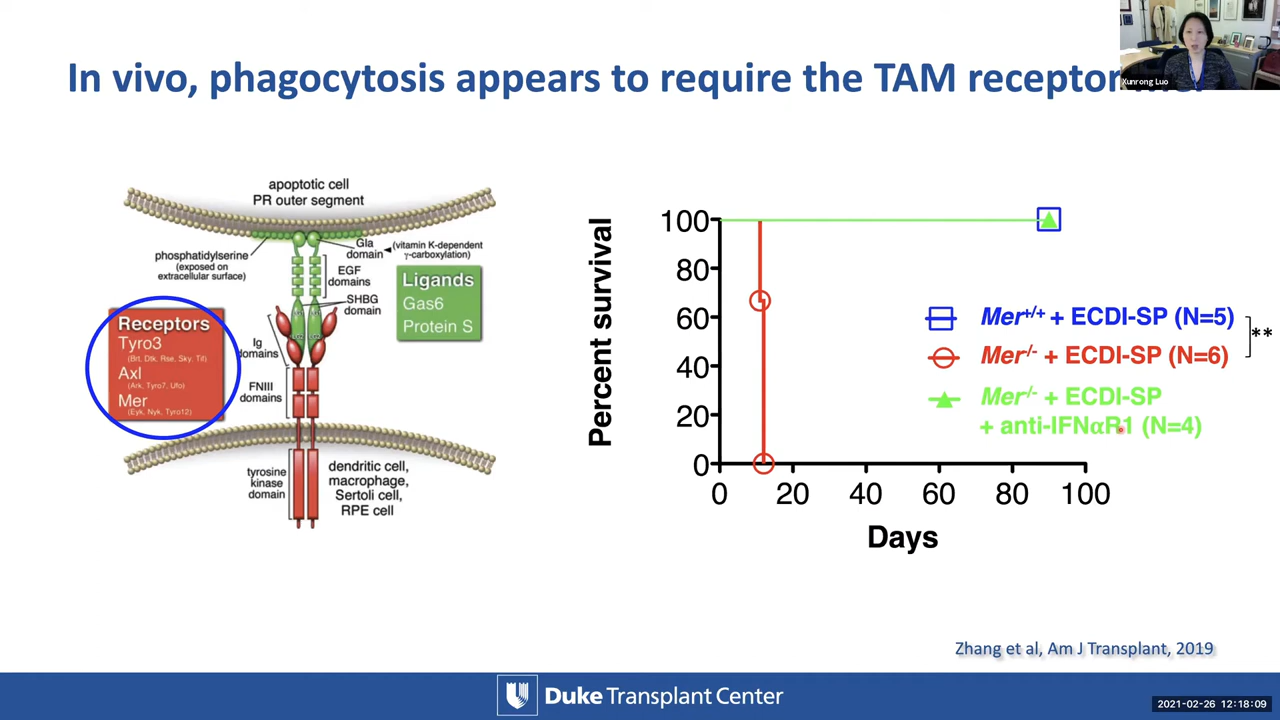 In vivo, phagocytosis appears to require the TAM receptor
Xunrong Luo
apoptotic cell
PR outer segment
phosphatidylserine
(exposed on
extracellular surface)
Gla
domain
(vitamin K-dependent
γ-carboxylation)
EGF
domains
SHBG
domain
Ligands
Gas6
Protein S
Receptors
Tyro3
(Brt, Dtk, Rse, Sky, Tif)
Axl
(Ark, Tyro7, Ufo)
Mer
(Eyk, Nyk, Tyro12)
Ig
domains
FNIII
domains
tyrosine
kinase
domain
dendritic cell,
macrophage,
Sertoli cell,
RPE cell
Percent survival
100
80
60
40
20
0
0 20 40 60 80 100
Days
Mer+/+ + ECDI-SP (N=5)
Mer-/- + ECDI-SP (N=6)
**
Mer-/- + ECDI-SP
+ anti-IFNαR1 (N=4)
Zhang et al, Am J Transplant, 2019
Duke Transplant Center
2021-02-26 12:18:09